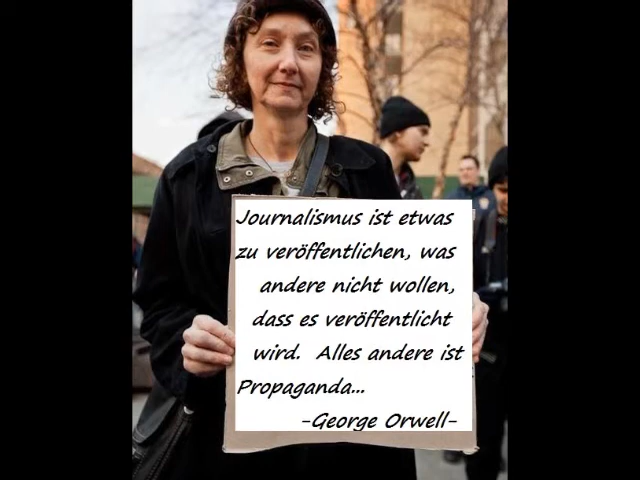 Journalismus ist etwas
zu veröffentlichen, was
andere nicht wollen,
dass es veröffentlicht
wird. Alles andere ist
Propaganda...
-George Orwell-